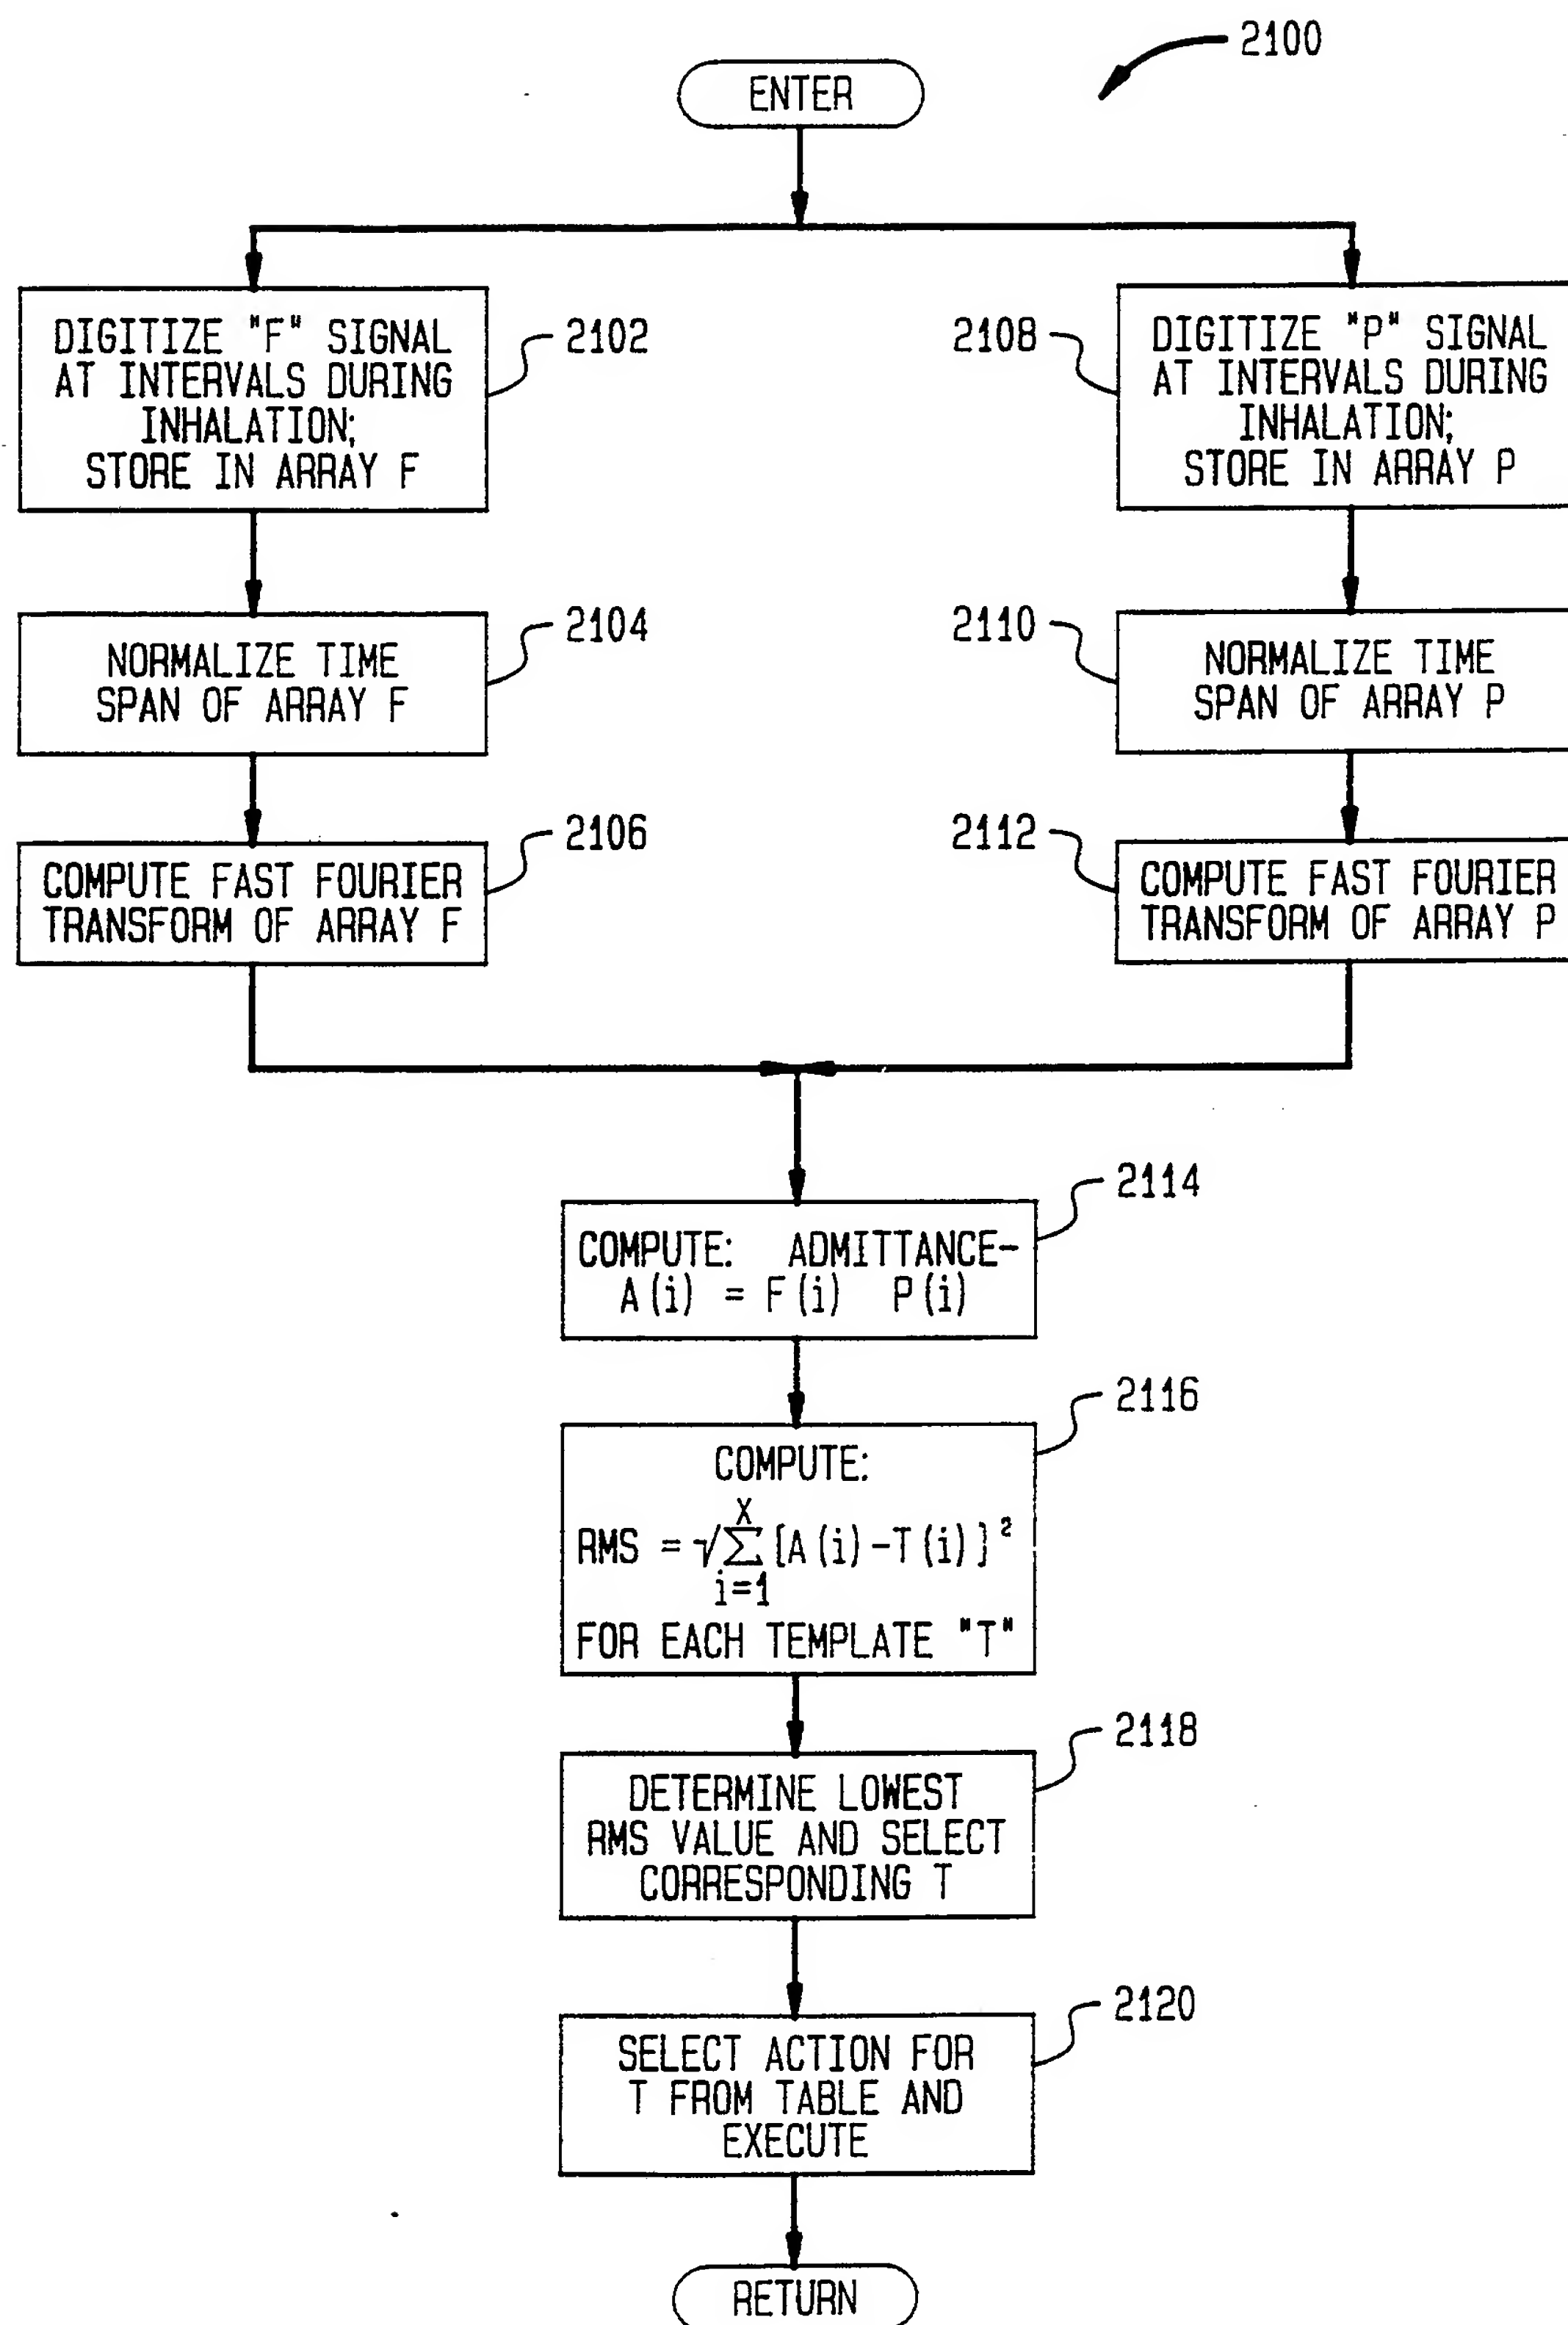 2100
ENTER
DIGITIZE "F" SIGNAL
AT INTERVALS DURING
INHALATION;
STORE IN ARRAY F
2102
2108
DIGITIZE "P" SIGNAL
AT INTERVALS DURING
INHALATION;
STORE IN ARRAY P
NORMALIZE TIME
SPAN OF ARRAY F
2104
2110
NORMALIZE TIME
SPAN OF ARRAY P
COMPUTE FAST FOURIER
TRANSFORM OF ARRAY F
2106
2112
COMPUTE FAST FOURIER
TRANSFORM OF ARRAY P
2114
COMPUTE: ADMITTANCE-
A(i) = F(i) P(i)
2116
COMPUTE:
RMS = √∑ˣᵢ₌₁ [A(i)-T(i)]²
FOR EACH TEMPLATE "T"
2118
DETERMINE LOWEST
RMS VALUE AND SELECT
CORRESPONDING T
2120
SELECT ACTION FOR
T FROM TABLE AND
EXECUTE
RETURN